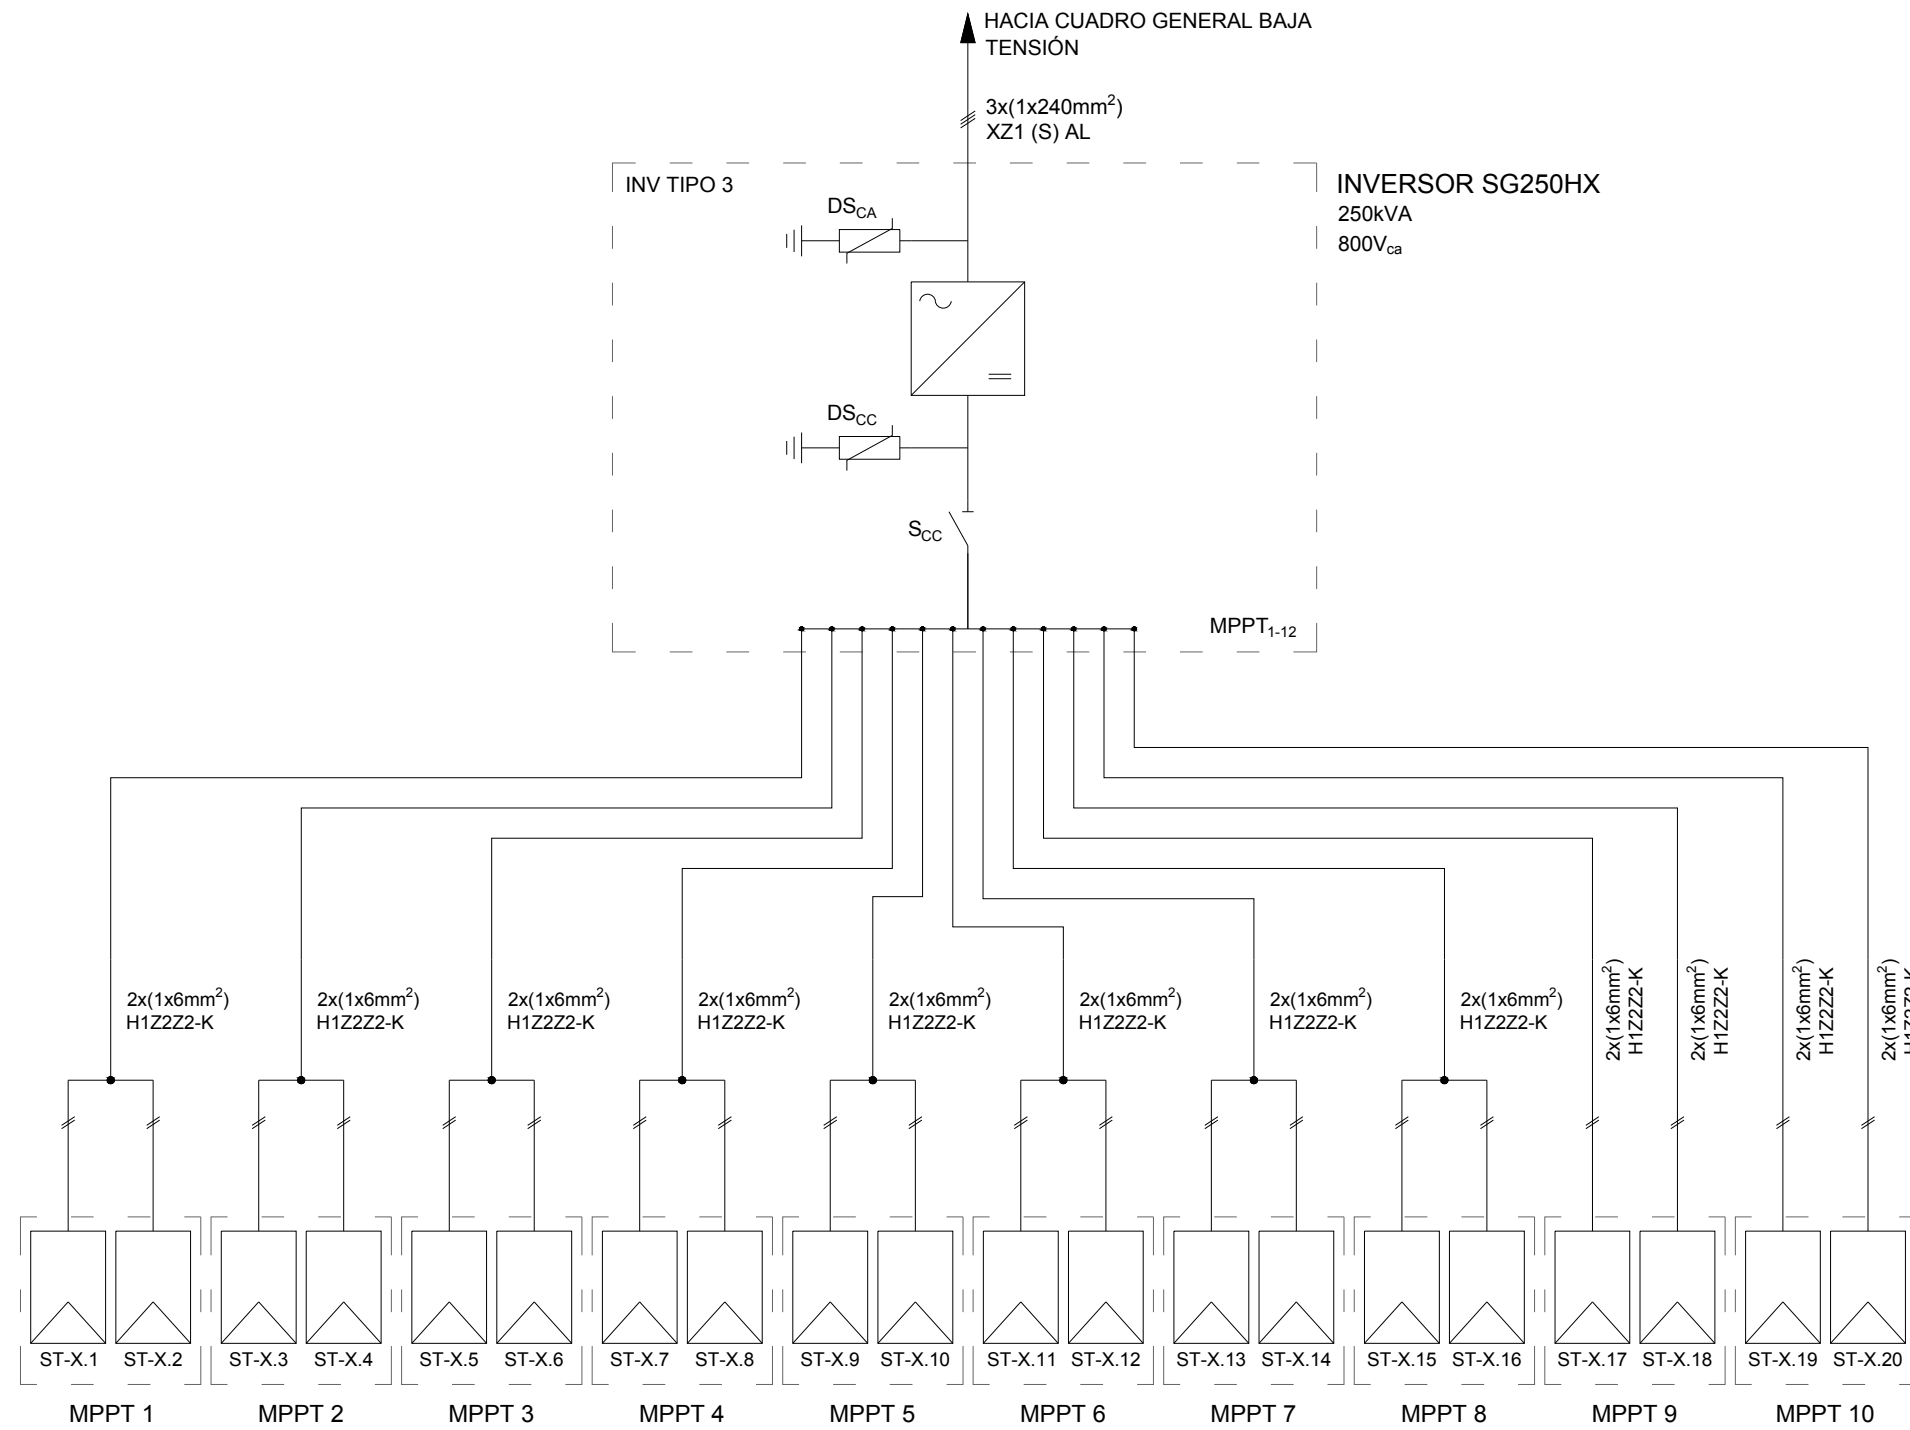 HACIA CUADRO GENERAL BAJA
TENSIÓN
3x(1x240mm²)
XZ1 (S) AL
INV TIPO 3
INVERSOR SG250HX
250kVA
800Vca
DSCA
DSCC
SCC
MPPT1-12
2x(1x6mm²)
H1Z2Z2-K
2x(1x6mm²)
H1Z2Z2-K
2x(1x6mm²)
H1Z2Z2-K
2x(1x6mm²)
H1Z2Z2-K
2x(1x6mm²)
H1Z2Z2-K
2x(1x6mm²)
H1Z2Z2-K
2x(1x6mm²)
H1Z2Z2-K
2x(1x6mm²)
H1Z2Z2-K
2x(1x6mm²)
H1Z2Z2-K
2x(1x6mm²)
H1Z2Z2-K
2x(1x6mm²)
H1Z2Z2-K
2x(1x6mm²)
ST-X.1 ST-X.2 ST-X.3 ST-X.4 ST-X.5 ST-X.6 ST-X.7 ST-X.8 ST-X.9 ST-X.10 ST-X.11 ST-X.12 ST-X.13 ST-X.14 ST-X.15 ST-X.16 ST-X.17 ST-X.18 ST-X.19 ST-X.20
MPPT 1 MPPT 2 MPPT 3 MPPT 4 MPPT 5 MPPT 6 MPPT 7 MPPT 8 MPPT 9 MPPT 10